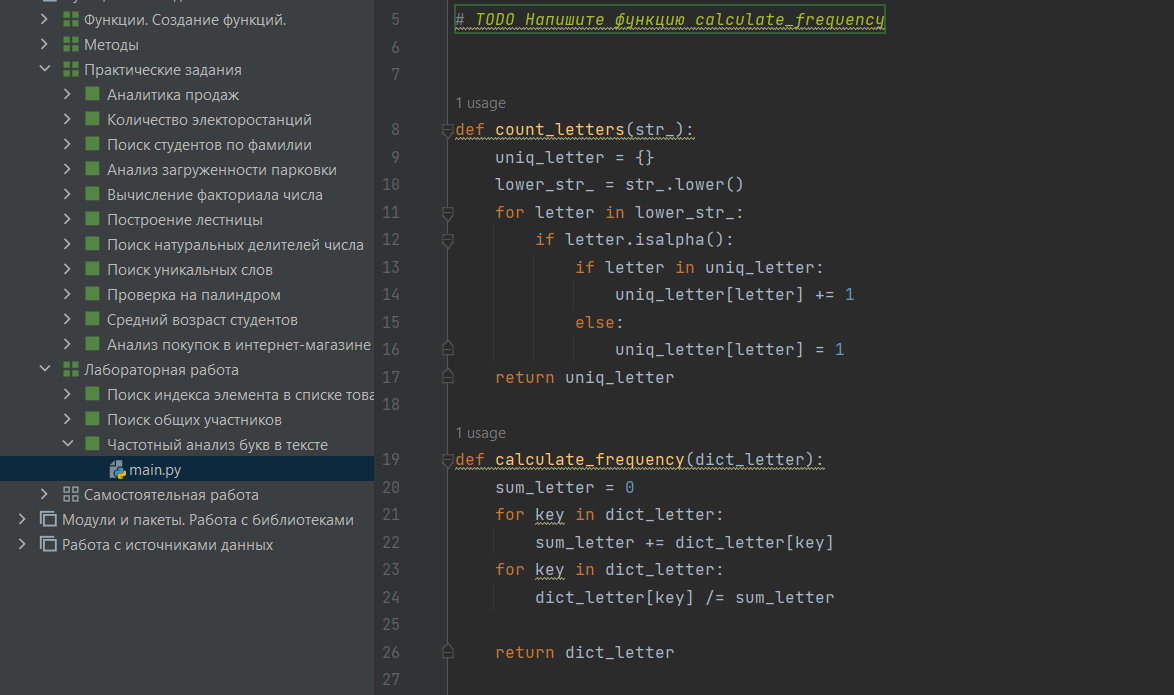 Функции. Создание функций.
Методы
Практические задания
Аналитика продаж
Количество электоростанций
Поиск студентов по фамилии
Анализ загруженности парковки
Вычисление факториала числа
Построение лестницы
Поиск натуральных делителей числа
Поиск уникальных слов
Проверка на палиндром
Средний возраст студентов
Анализ покупок в интернет-магазине
Лабораторная работа
Поиск индекса элемента в списке това
Поиск общих участников
Частотный анализ букв в тексте
main.py
Самостоятельная работа
Модули и пакеты. Работа с библиотеками
Работа с источниками данных
5 # TODO Напишите функцию calculate_frequency
6
7
1 usage
8 def count_letters(str_):
9 uniq_letter = {}
10 lower_str_ = str_.lower()
11 for letter in lower_str_:
12 if letter.isalpha():
13 if letter in uniq_letter:
14 uniq_letter[letter] += 1
15 else:
16 uniq_letter[letter] = 1
17 return uniq_letter
18
1 usage
19 def calculate_frequency(dict_letter):
20 sum_letter = 0
21 for key in dict_letter:
22 sum_letter += dict_letter[key]
23 for key in dict_letter:
24 dict_letter[key] /= sum_letter
25
26 return dict_letter
27